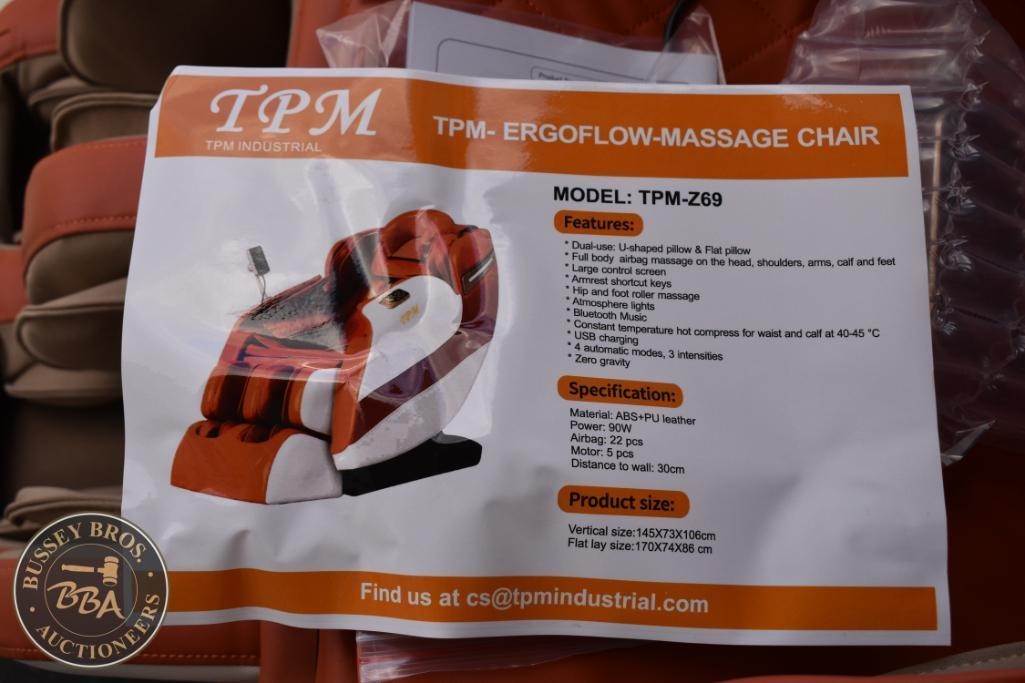 Product
TPM
TPM INDUSTRIAL
TPM- ERGOFLOW-MASSAGE CHAIR
MODEL: TPM-Z69
Features:
* Dual-use: U-shaped pillow & Flat pillow
* Full body airbag massage on the head, shoulders, arms, calf and feet
* Large control screen
* Armrest shortcut keys
* Hip and foot roller massage
* Atmosphere lights
* Bluetooth Music
* Constant temperature hot compress for waist and calf at 40-45 °C
* USB charging
* 4 automatic modes, 3 intensities
* Zero gravity
TPM
Specification:
Material: ABS+PU leather
Power: 90W
Airbag: 22 pcs
Motor: 5 pcs
Distance to wall: 30cm
Product size:
Vertical size:145X73X106cm
Flat lay size:170X74X86 cm
Find us at cs@tpmindustrial.com
BUSSEY BROS.
BBA
AUCTIONEERS